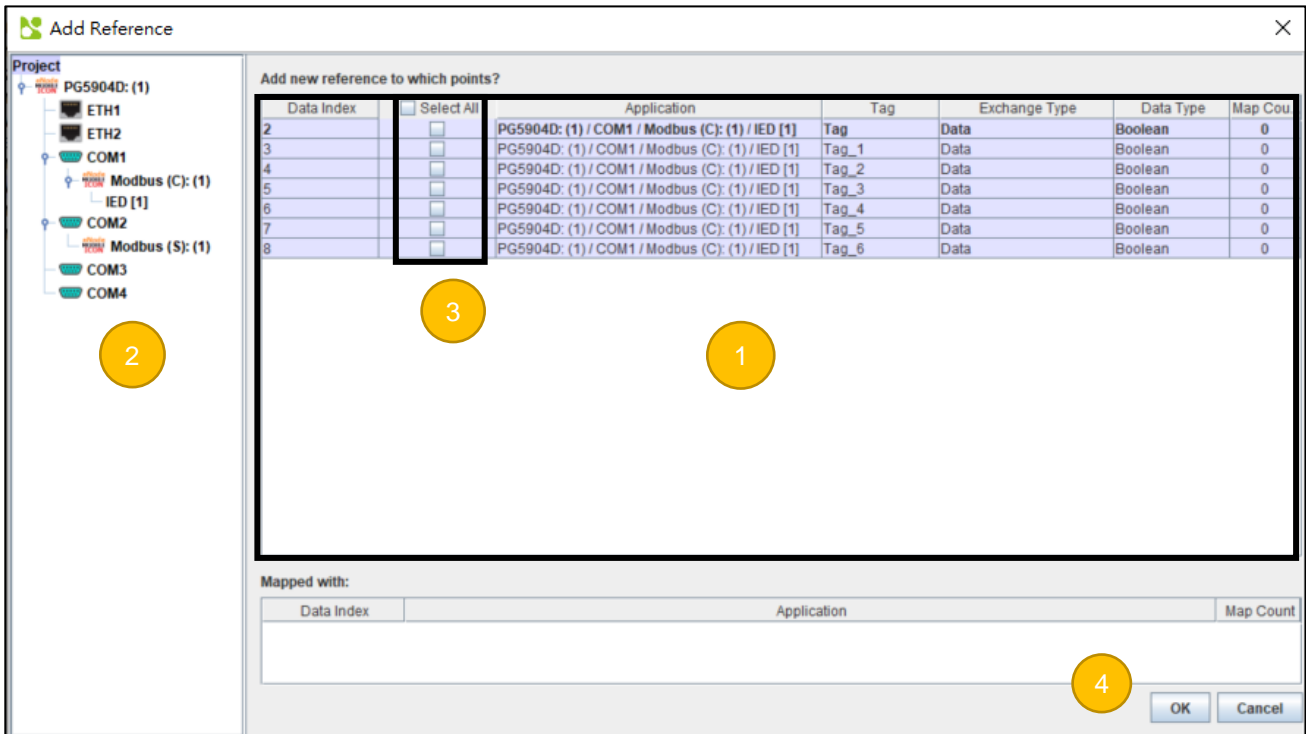 Add Reference
Project
PG5904D: (1)
ETH1
ETH2
COM1
Modbus (C): (1)
IED [1]
COM2
Modbus (S): (1)
COM3
COM4
2
Add new reference to which points?
Data Index Select All Application Tag Exchange Type Data Type Map Cou..
2 PG5904D: (1) / COM1 / Modbus (C): (1) / IED [1] Tag Data Boolean 0
3 PG5904D: (1) / COM1 / Modbus (C): (1) / IED [1] Tag_1 Data Boolean 0
4 PG5904D: (1) / COM1 / Modbus (C): (1) / IED [1] Tag_2 Data Boolean 0
5 PG5904D: (1) / COM1 / Modbus (C): (1) / IED [1] Tag_3 Data Boolean 0
6 PG5904D: (1) / COM1 / Modbus (C): (1) / IED [1] Tag_4 Data Boolean 0
7 PG5904D: (1) / COM1 / Modbus (C): (1) / IED [1] Tag_5 Data Boolean 0
8 PG5904D: (1) / COM1 / Modbus (C): (1) / IED [1] Tag_6 Data Boolean 0
3
1
Mapped with:
Data Index Application Map Count
4
OK Cancel